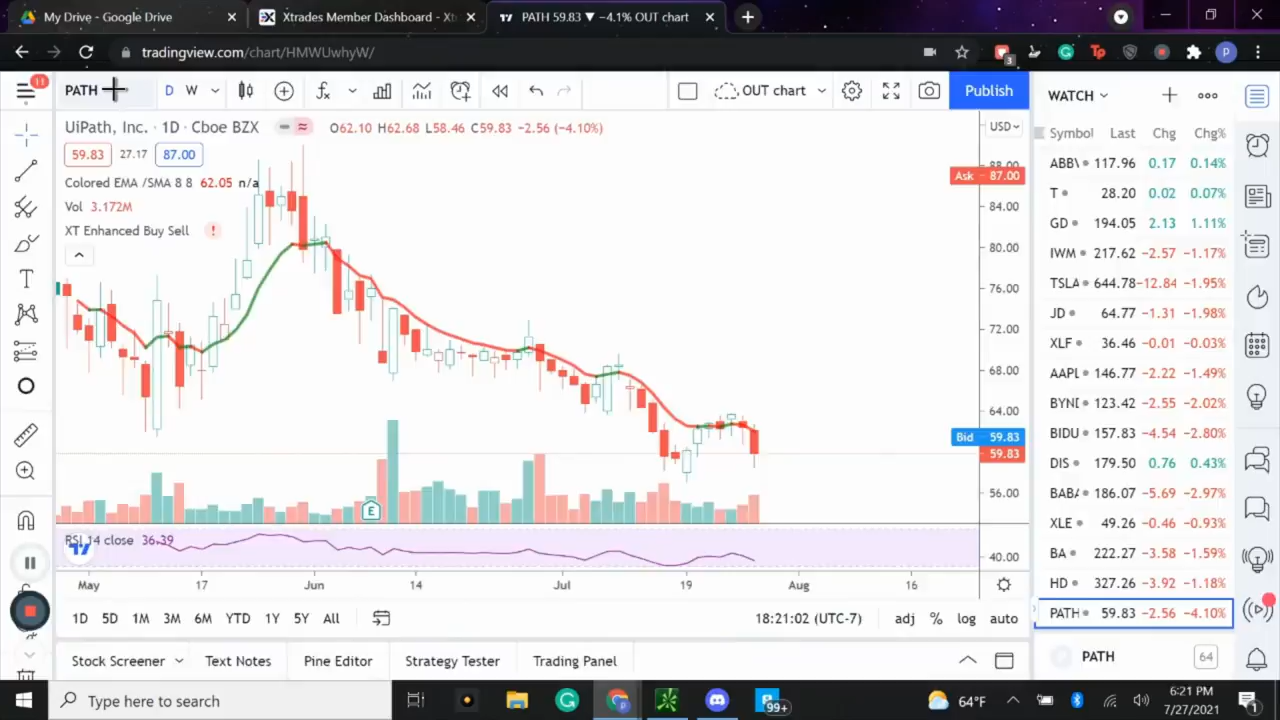 My Drive - Google Drive
Xtrades Member Dashboard - Xt
PATH 59.83 ▼ −4.1% OUT chart
tradingview.com/chart/HMWUwhyW/
3
Tp
P
11
PATH
D W
OUT chart
Publish
UiPath, Inc. · 1D · Cboe BZX
O62.10 H62.68 L58.46 C59.83 −2.56 (−4.10%)
59.83 27.17 87.00
Colored EMA /SMA 8 8 62.05 n/a
Vol 3.172M
XT Enhanced Buy Sell
USD
88.00
Ask 87.00
84.00
80.00
76.00
72.00
68.00
64.00
Bid 59.83
59.83
56.00
E
RSI 14 close 36.39
40.00
May 17 Jun 14 Jul 19 Aug 16
1D 5D 1M 3M 6M YTD 1Y 5Y All
18:21:02 (UTC-7)
adj % log auto
Stock Screener
Text Notes
Pine Editor
Strategy Tester
Trading Panel
WATCH
Symbol Last Chg Chg%
ABBV 117.96 0.17 0.14%
T 28.20 0.02 0.07%
GD 194.05 2.13 1.11%
IWM 217.62 −2.57 −1.17%
TSLA 644.78 −12.84 −1.95%
JD 64.77 −1.31 −1.98%
XLF 36.46 −0.01 −0.03%
AAPL 146.77 −2.22 −1.49%
BYND 123.42 −2.55 −2.02%
BIDU 157.83 −4.54 −2.80%
DIS 179.50 0.76 0.43%
BABA 186.07 −5.69 −2.97%
XLE 49.26 −0.46 −0.93%
BA 222.27 −3.58 −1.59%
HD 327.26 −3.92 −1.18%
PATH 59.83 −2.56 −4.10%
PATH 64
Type here to search
99+
64°F
6:21 PM
7/27/2021
1